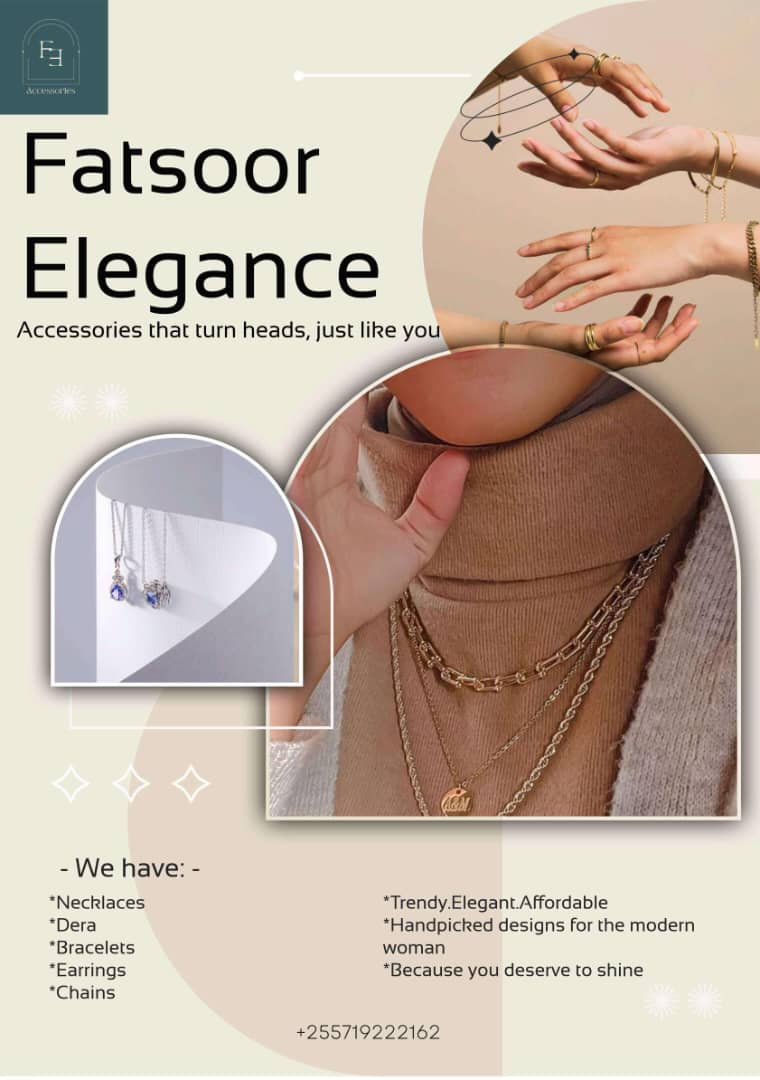 FE
Accessories
Fatsoor
Elegance
Accessories that turn heads, just like you
A&M
- We have: -
*Necklaces
*Dera
*Bracelets
*Earrings
*Chains
*Trendy.Elegant.Affordable
*Handpicked designs for the modern
woman
*Because you deserve to shine
+255719222162